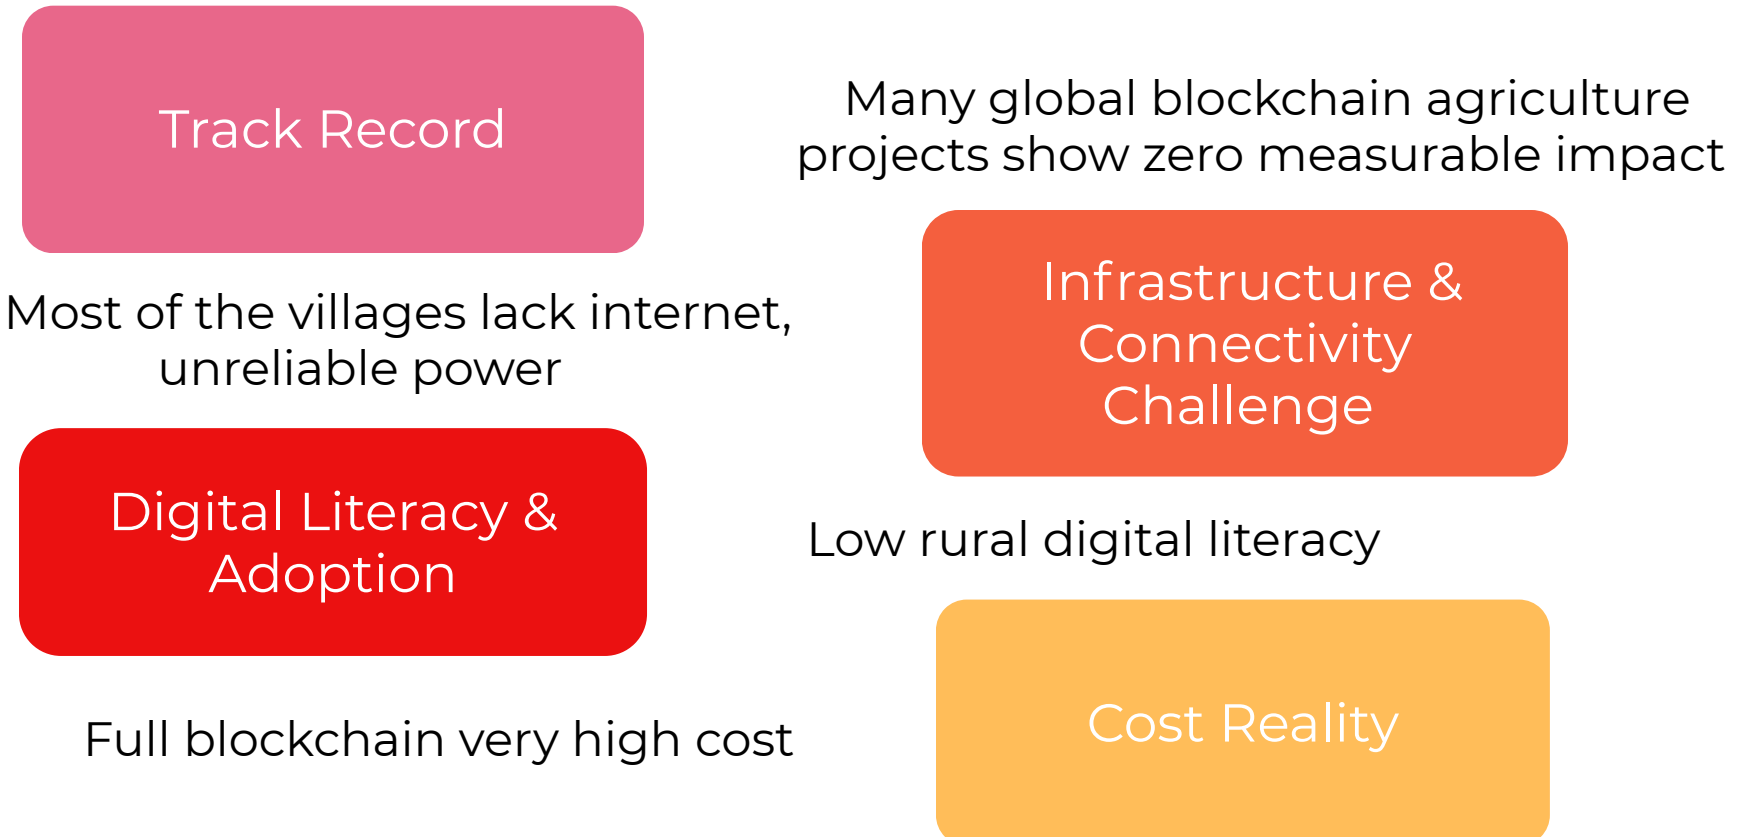 Track Record
Many global blockchain agriculture
projects show zero measurable impact
Most of the villages lack internet,
unreliable power
Infrastructure &
Connectivity
Challenge
Digital Literacy &
Adoption
Low rural digital literacy
Full blockchain very high cost
Cost Reality